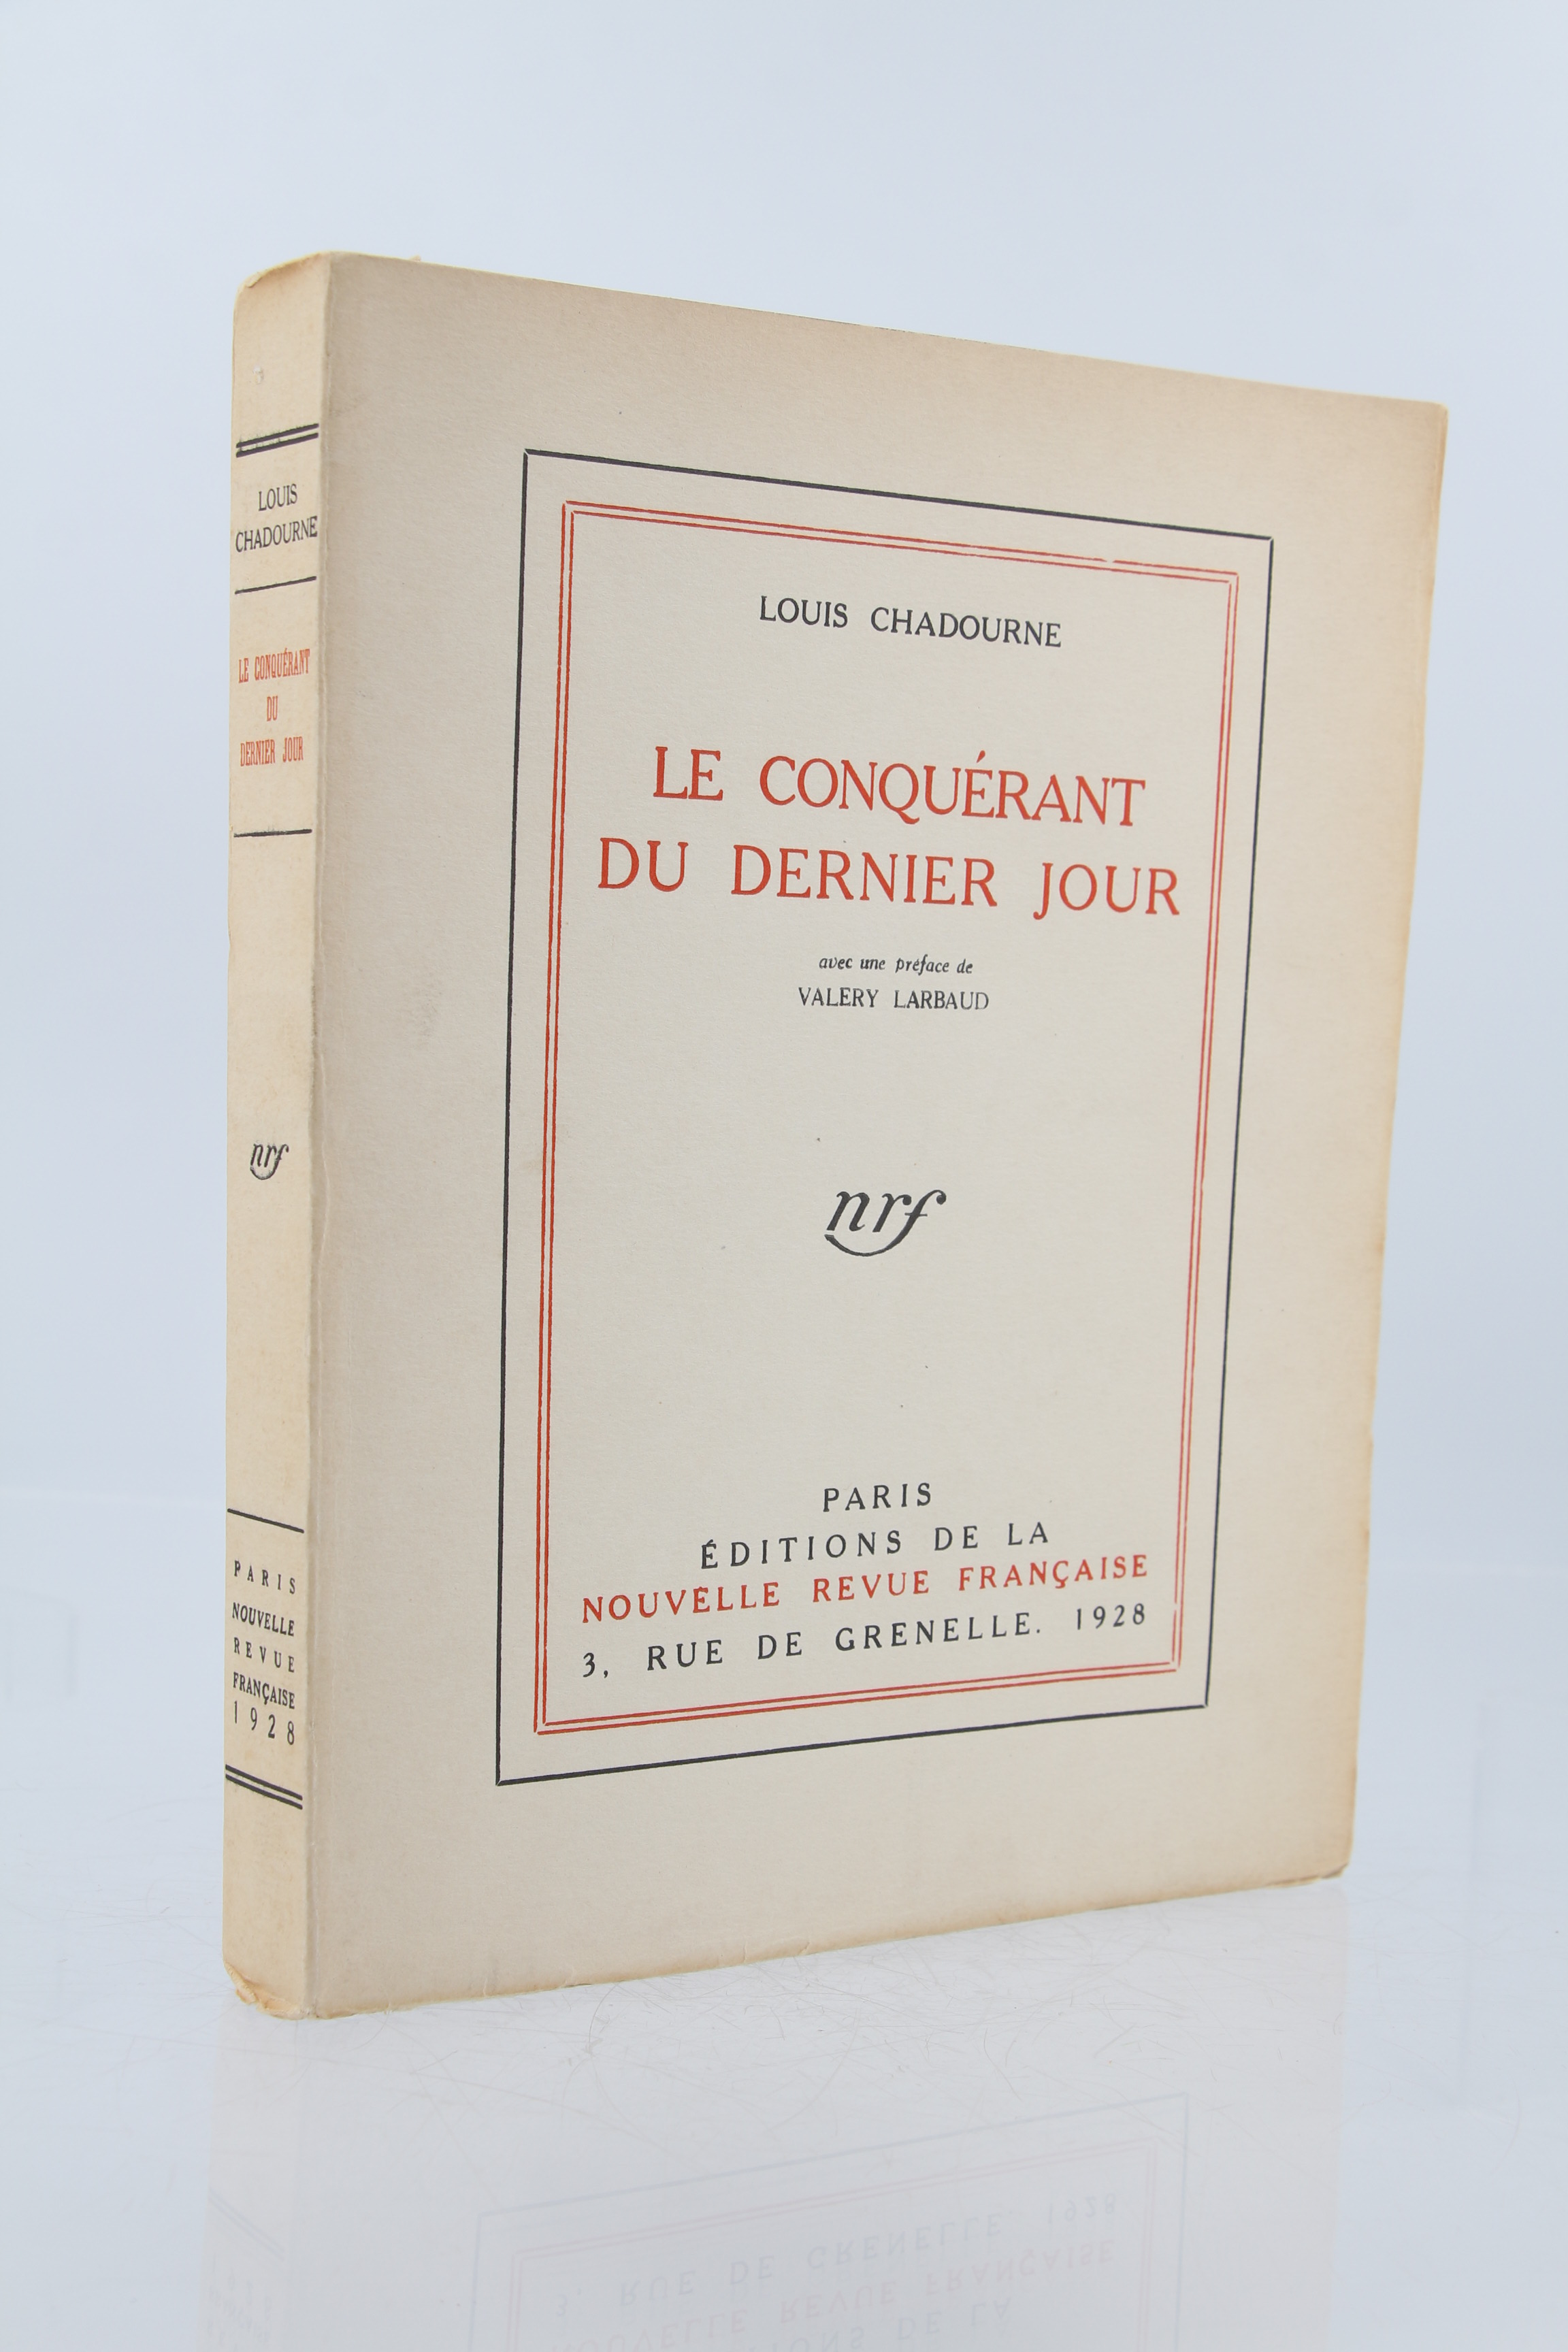 LOUIS
CHADOURNE
LE CONQUÉRANT
DU
DERNIER JOUR
nrf
PARIS
NOUVELLE
REVUE
FRANÇAISE
1928
LOUIS CHADOURNE
LE CONQUÉRANT
DU DERNIER JOUR
avec une préface de
VALERY LARBAUD
nrf
PARIS
ÉDITIONS DE LA
NOUVELLE REVUE FRANÇAISE
3, RUE DE GRENELLE. 1928